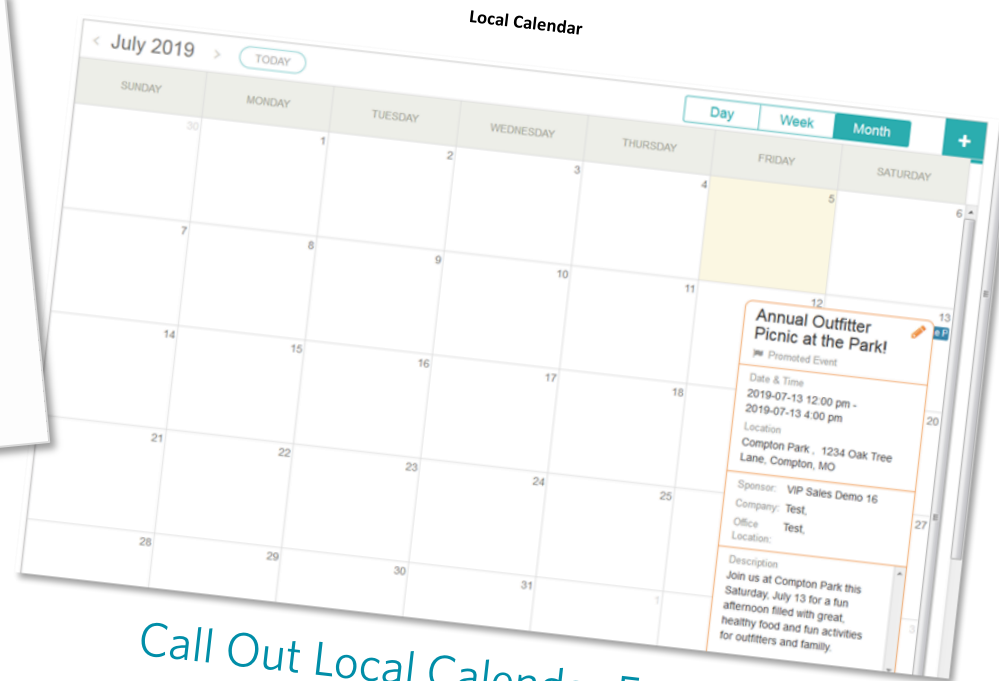 Local Calendar
< July 2019 >
TODAY
Day Week Month +
SUNDAY MONDAY TUESDAY WEDNESDAY THURSDAY FRIDAY SATURDAY
30 1 2 3 4 5 6
7 8 9 10 11 12 13
14 15 16 17 18 20
21 22 23 24 25 27
28 29 30 31 1 3
Annual Outfitter
Picnic at the Park!
Promoted Event
Date & Time
2019-07-13 12:00 pm -
2019-07-13 4:00 pm
Location
Compton Park , 1234 Oak Tree
Lane, Compton, MO
Sponsor: VIP Sales Demo 16
Company: Test,
Office Test,
Location:
Description
Join us at Compton Park this
Saturday, July 13 for a fun
afternoon filled with great,
healthy food and fun activities
for outfitters and familly.
Call Out Local Calendar